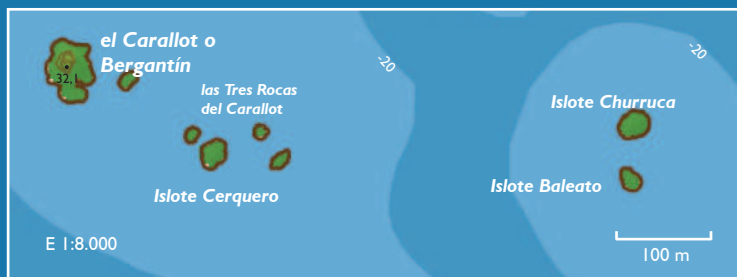 el Carallot o
Bergantín
32,1
las Tres Rocas
del Carallot
Islote Cerquero
-20
-20
Islote Churruca
Islote Baleato
E 1:8.000
100 m